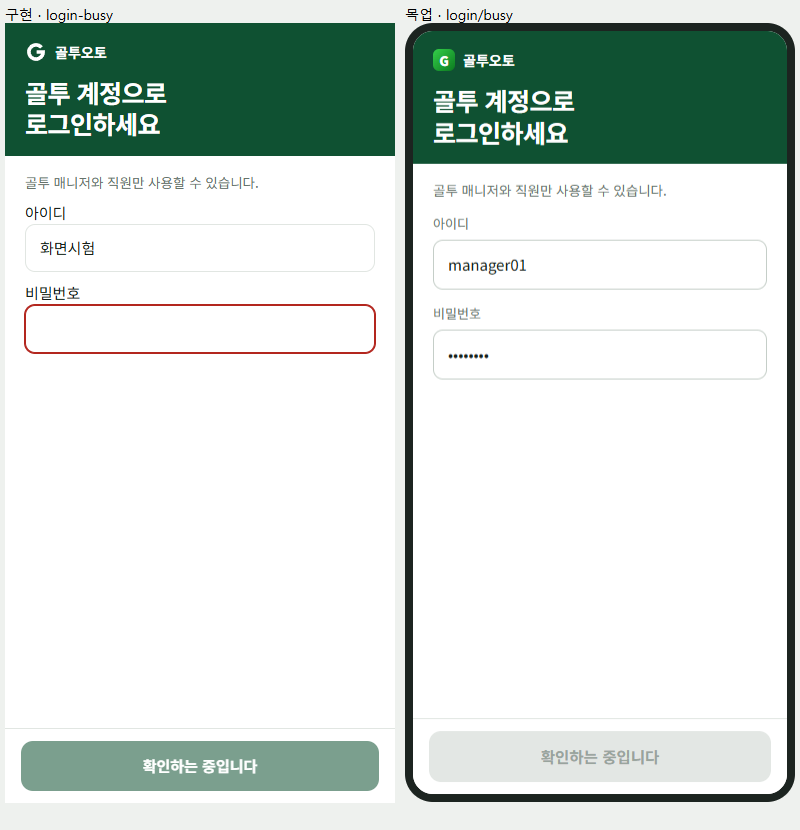 구현 · login-busy
G 골투오토
골투 계정으로
로그인하세요
골투 매니저와 직원만 사용할 수 있습니다.
아이디
화면시험
비밀번호
확인하는 중입니다
목업 · login/busy
G 골투오토
골투 계정으로
로그인하세요
골투 매니저와 직원만 사용할 수 있습니다.
아이디
manager01
비밀번호
••••••••
확인하는 중입니다